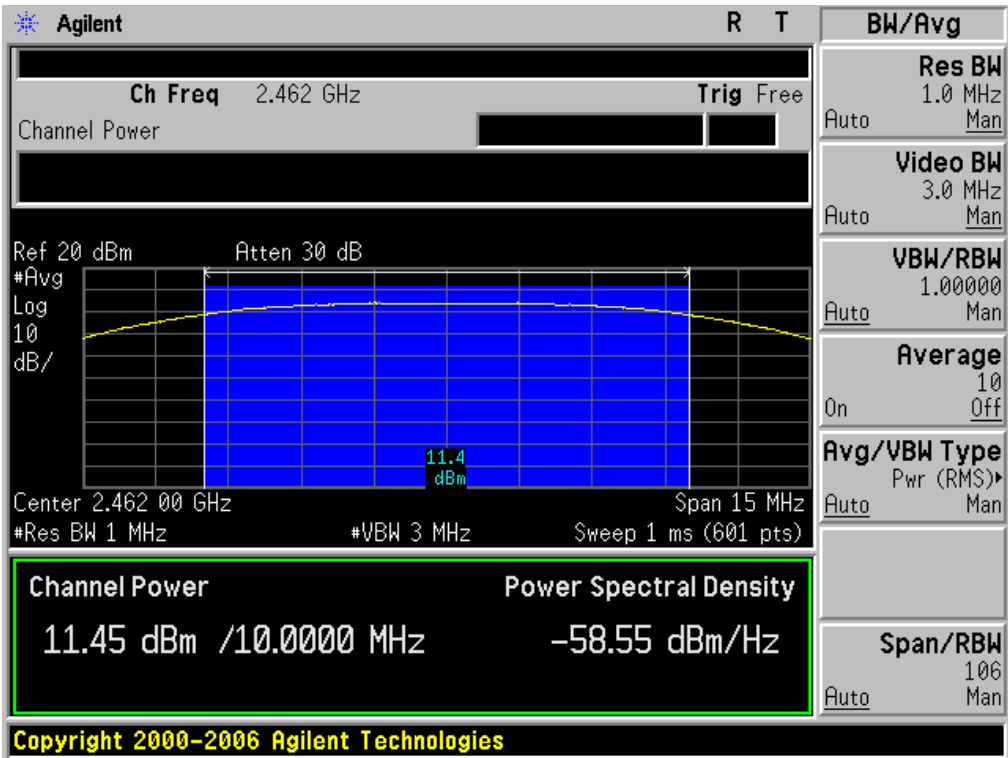 Agilent R T
Ch Freq 2.462 GHz Trig Free
Channel Power
Ref 20 dBm Atten 30 dB
#Avg
Log
10
dB/
11.4
dBm
Center 2.462 00 GHz Span 15 MHz
#Res BW 1 MHz #VBW 3 MHz Sweep 1 ms (601 pts)
Channel Power Power Spectral Density
11.45 dBm /10.0000 MHz -58.55 dBm/Hz
Copyright 2000-2006 Agilent Technologies
BW/Avg
Res BW
1.0 MHz
Auto Man
Video BW
3.0 MHz
Auto Man
VBW/RBW
1.00000
Auto Man
Average
10
On Off
Avg/VBW Type
Pwr (RMS)▸
Auto Man
Span/RBW
106
Auto Man